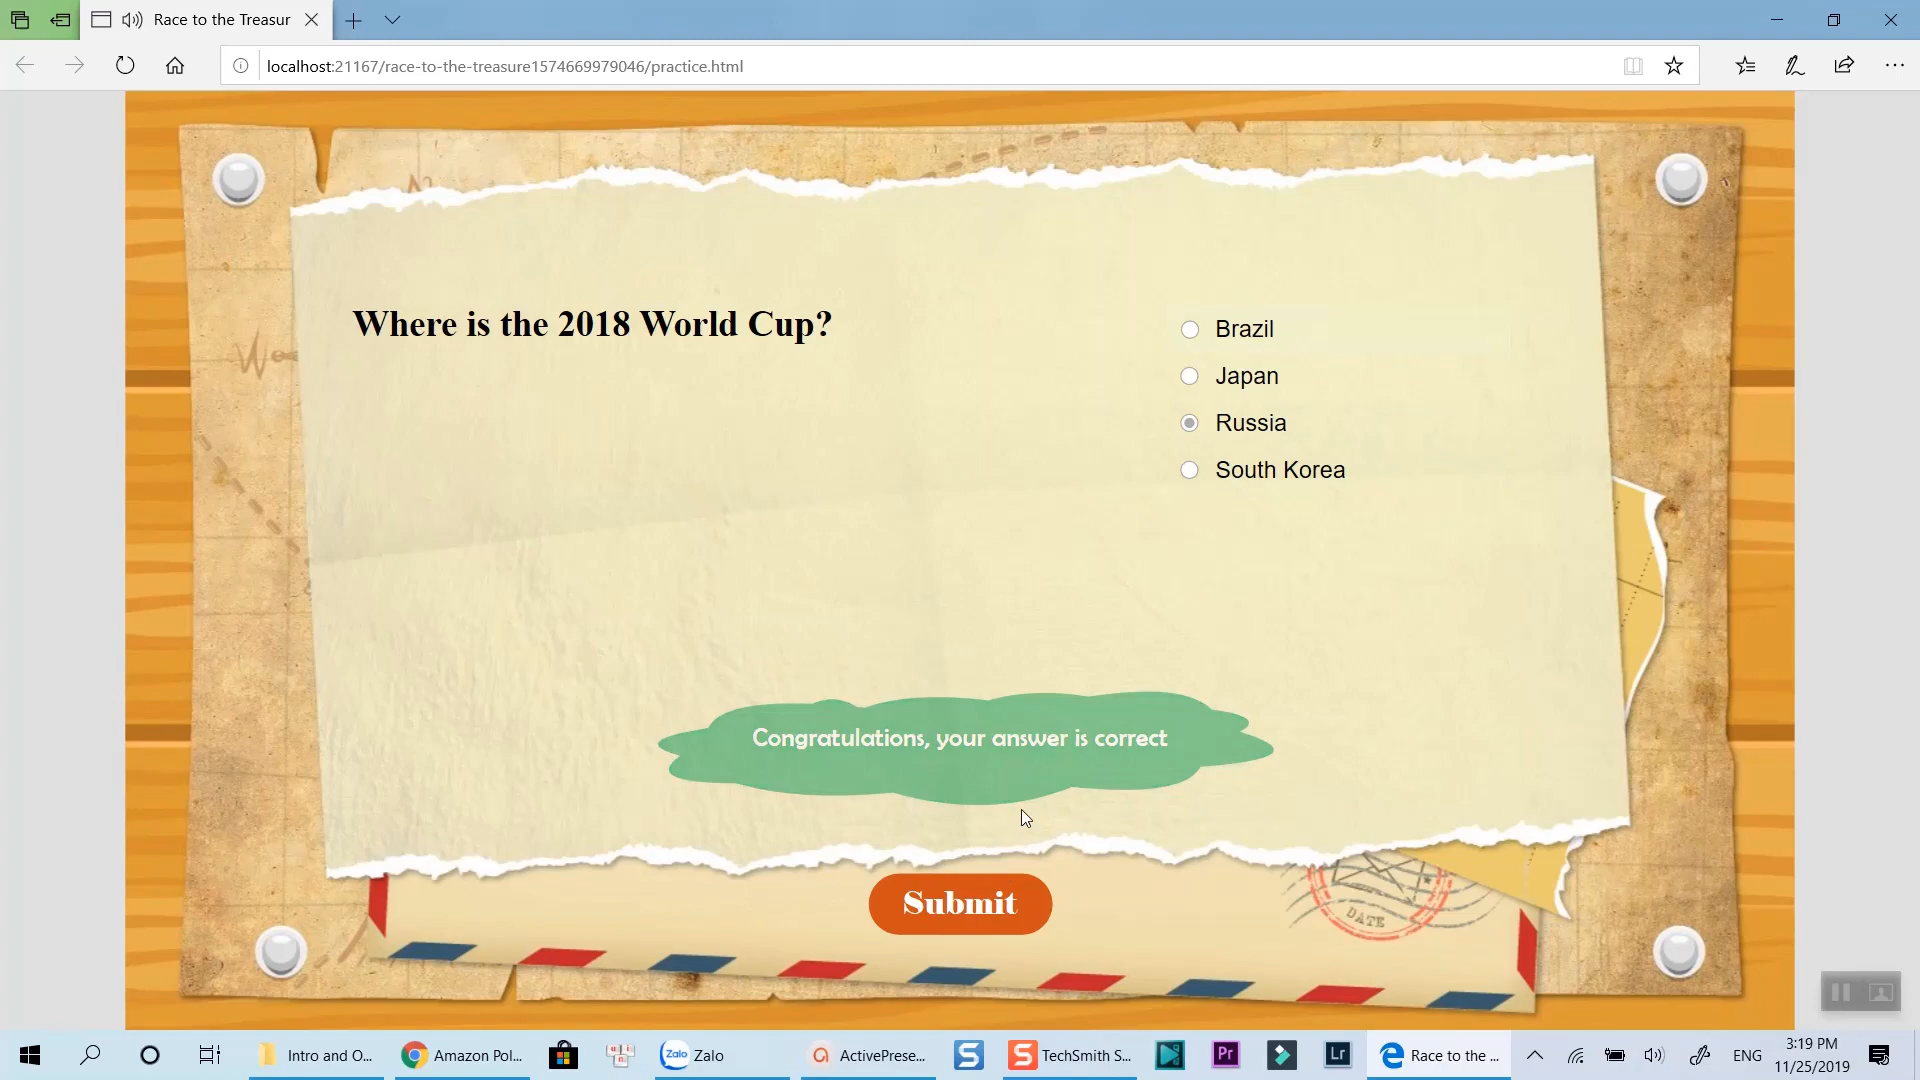 Race to the Treasur
localhost:21167/race-to-the-treasure1574669979046/practice.html
Where is the 2018 World Cup?
Brazil
Japan
Russia
South Korea
Congratulations, your answer is correct
Submit
DATE
Intro and O...
Amazon Pol...
Zalo
Zalo
ActivePrese...
S
S
TechSmith S...
Pr
Lr
Race to the ...
ENG
3:19 PM
11/25/2019